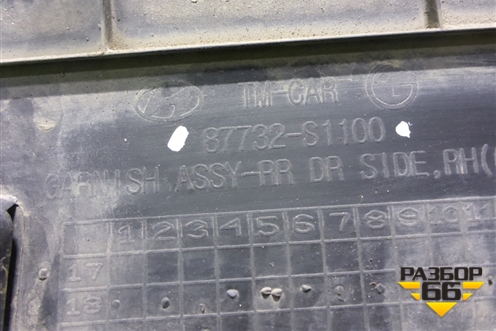 TM-CAR
87732-S1100
GARNISH ASSY-RR DR SIDE,RH(
1 2 3 4 5 6 7 8 9 10 11
17
18
РАЗБОР
66